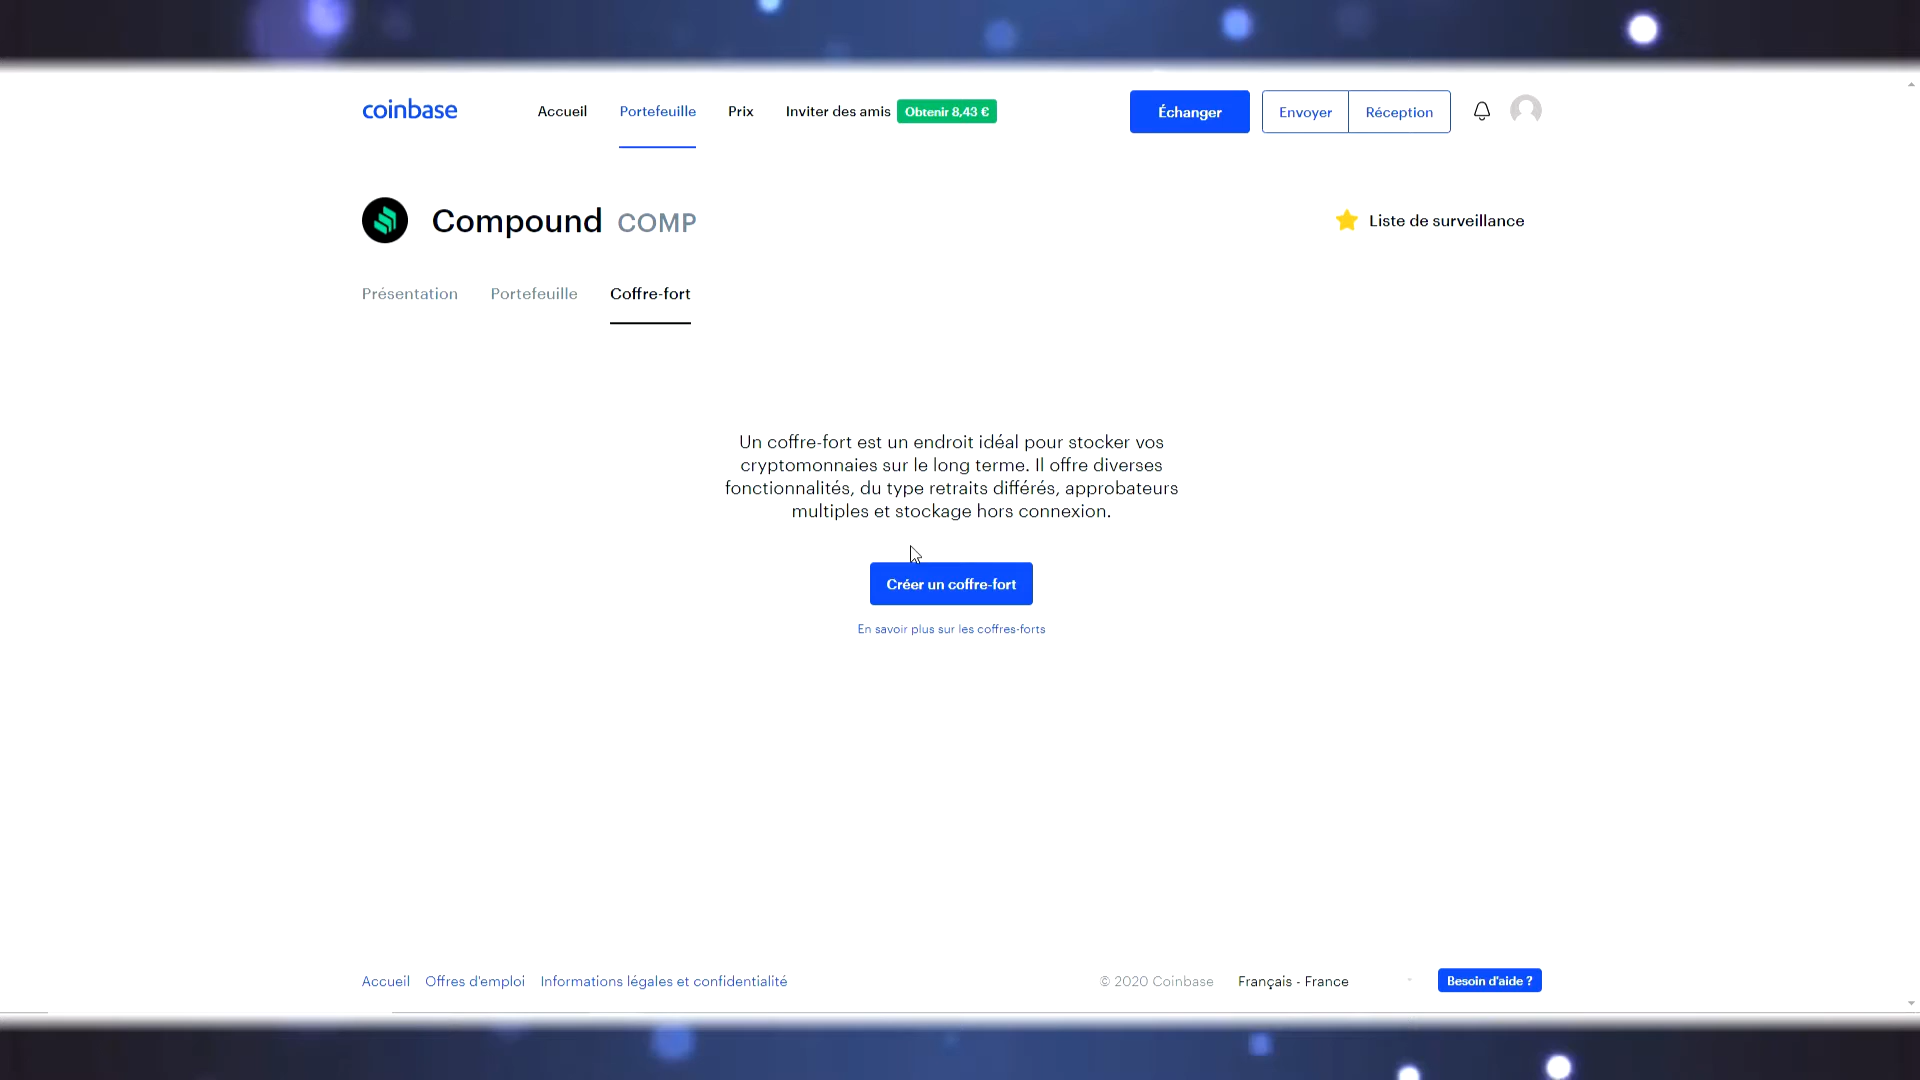 coinbase
Accueil
Portefeuille
Prix
Inviter des amis
Obtenir 8,43 €
Échanger
Envoyer
Réception
Compound COMP
Liste de surveillance
Présentation
Portefeuille
Coffre-fort
Un coffre-fort est un endroit idéal pour stocker vos
cryptomonnaies sur le long terme. Il offre diverses
fonctionnalités, du type retraits différés, approbateurs
multiples et stockage hors connexion.
Créer un coffre-fort
En savoir plus sur les coffres-forts
Accueil
Offres d'emploi
Informations légales et confidentialité
© 2020 Coinbase
Français - France
Besoin d'aide ?